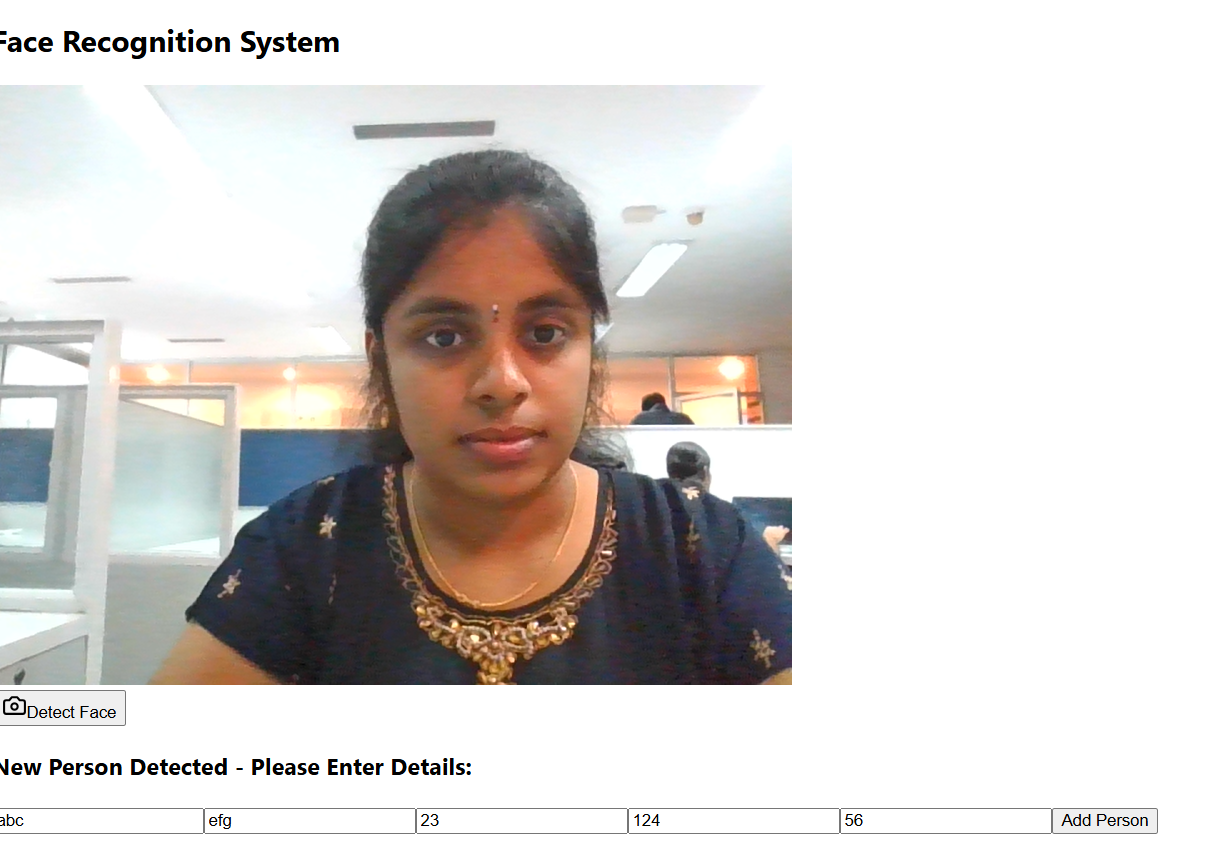 Face Recognition System
Detect Face
New Person Detected - Please Enter Details:
abc efg 23 124 56 Add Person